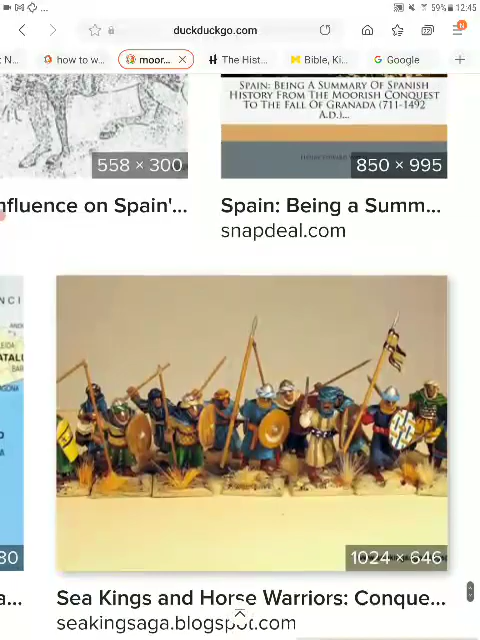 ... 59% 12:45
duckduckgo.com
N... how to w... moor... The Hist... Bible, Ki... Google
SPAIN: BEING A SUMMARY OF SPANISH
HISTORY FROM THE MOORISH CONQUEST
TO THE FALL OF GRANADA (711-1492
A.D.)...
558 × 300
850 × 995
nfluence on Spain'...
Spain: Being a Summ...
snapdeal.com
80
1024 × 646
a...
Sea Kings and Horse Warriors: Conque...
seakingsaga.blogspot.com